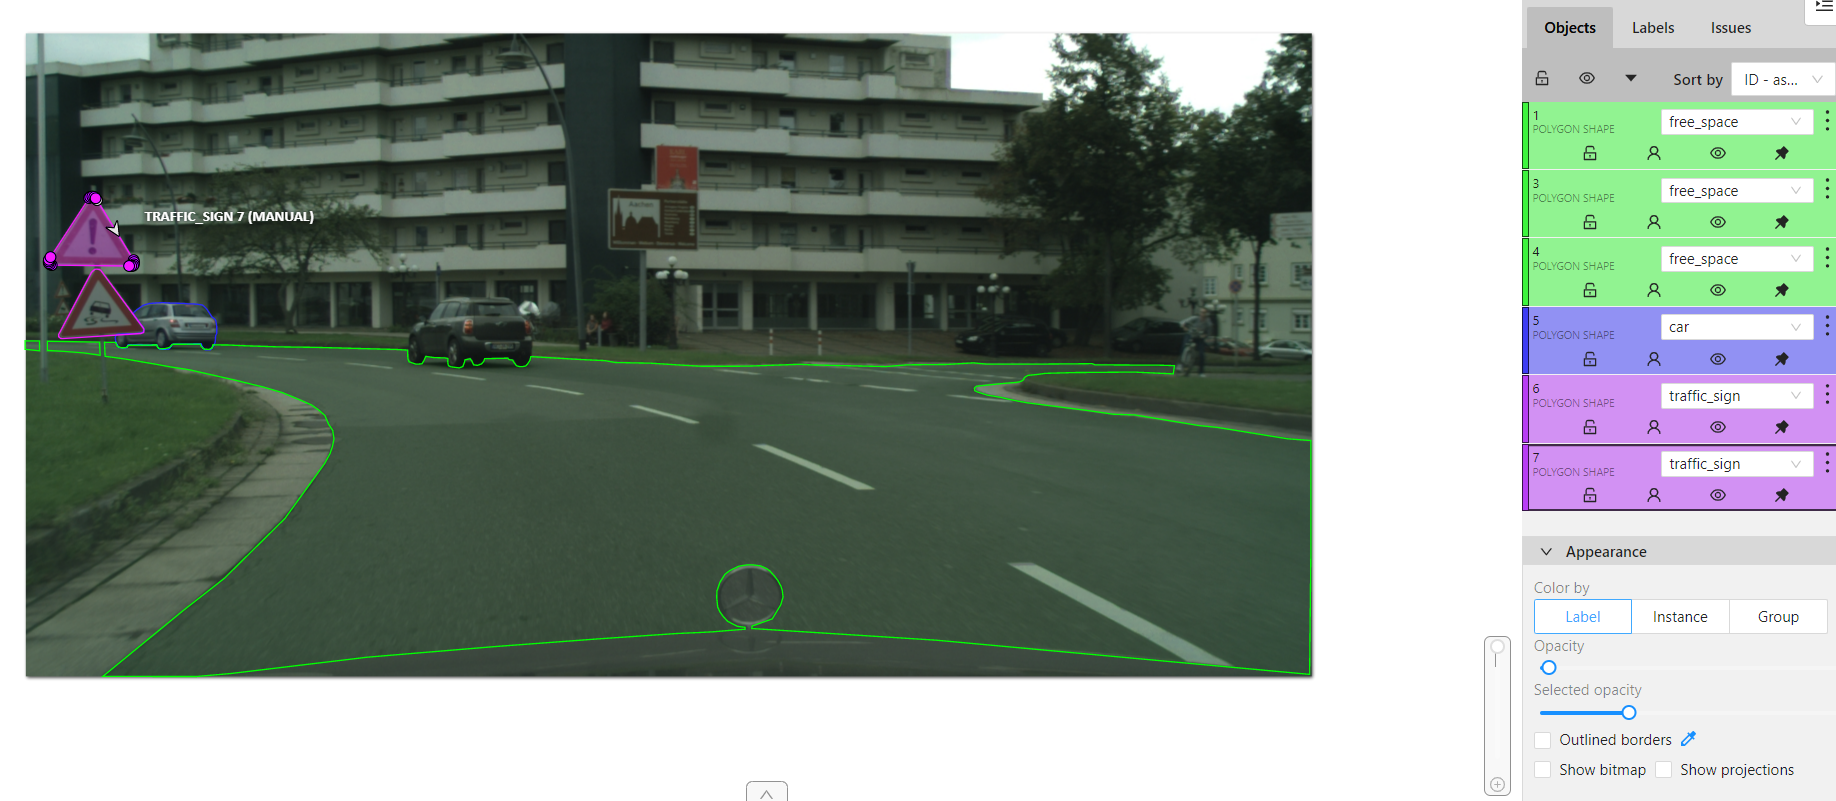 Objects
Labels
Issues
Sort by
ID - as...
1
POLYGON SHAPE
free_space
3
POLYGON SHAPE
free_space
4
POLYGON SHAPE
free_space
5
POLYGON SHAPE
car
6
POLYGON SHAPE
traffic_sign
7
POLYGON SHAPE
traffic_sign
Appearance
Color by
Label
Instance
Group
Opacity
Selected opacity
Outlined borders
Show bitmap
Show projections
TRAFFIC_SIGN 7 (MANUAL)
Aachen